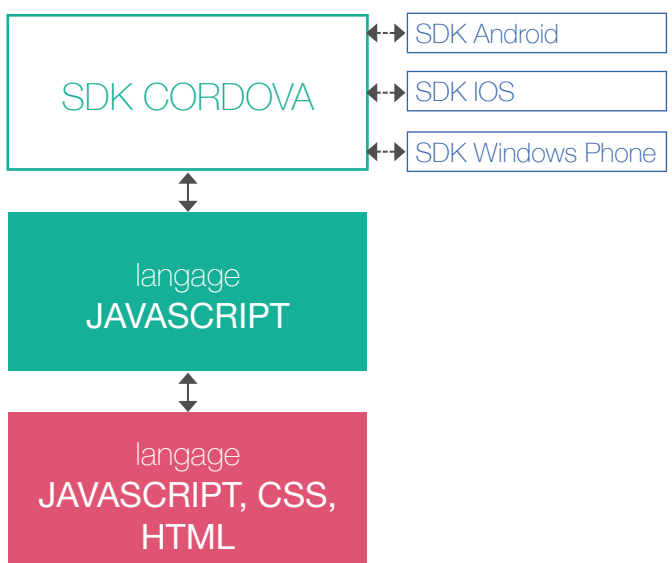 SDK CORDOVA
SDK Android
SDK IOS
SDK Windows Phone
langage
JAVASCRIPT
langage
JAVASCRIPT, CSS,
HTML